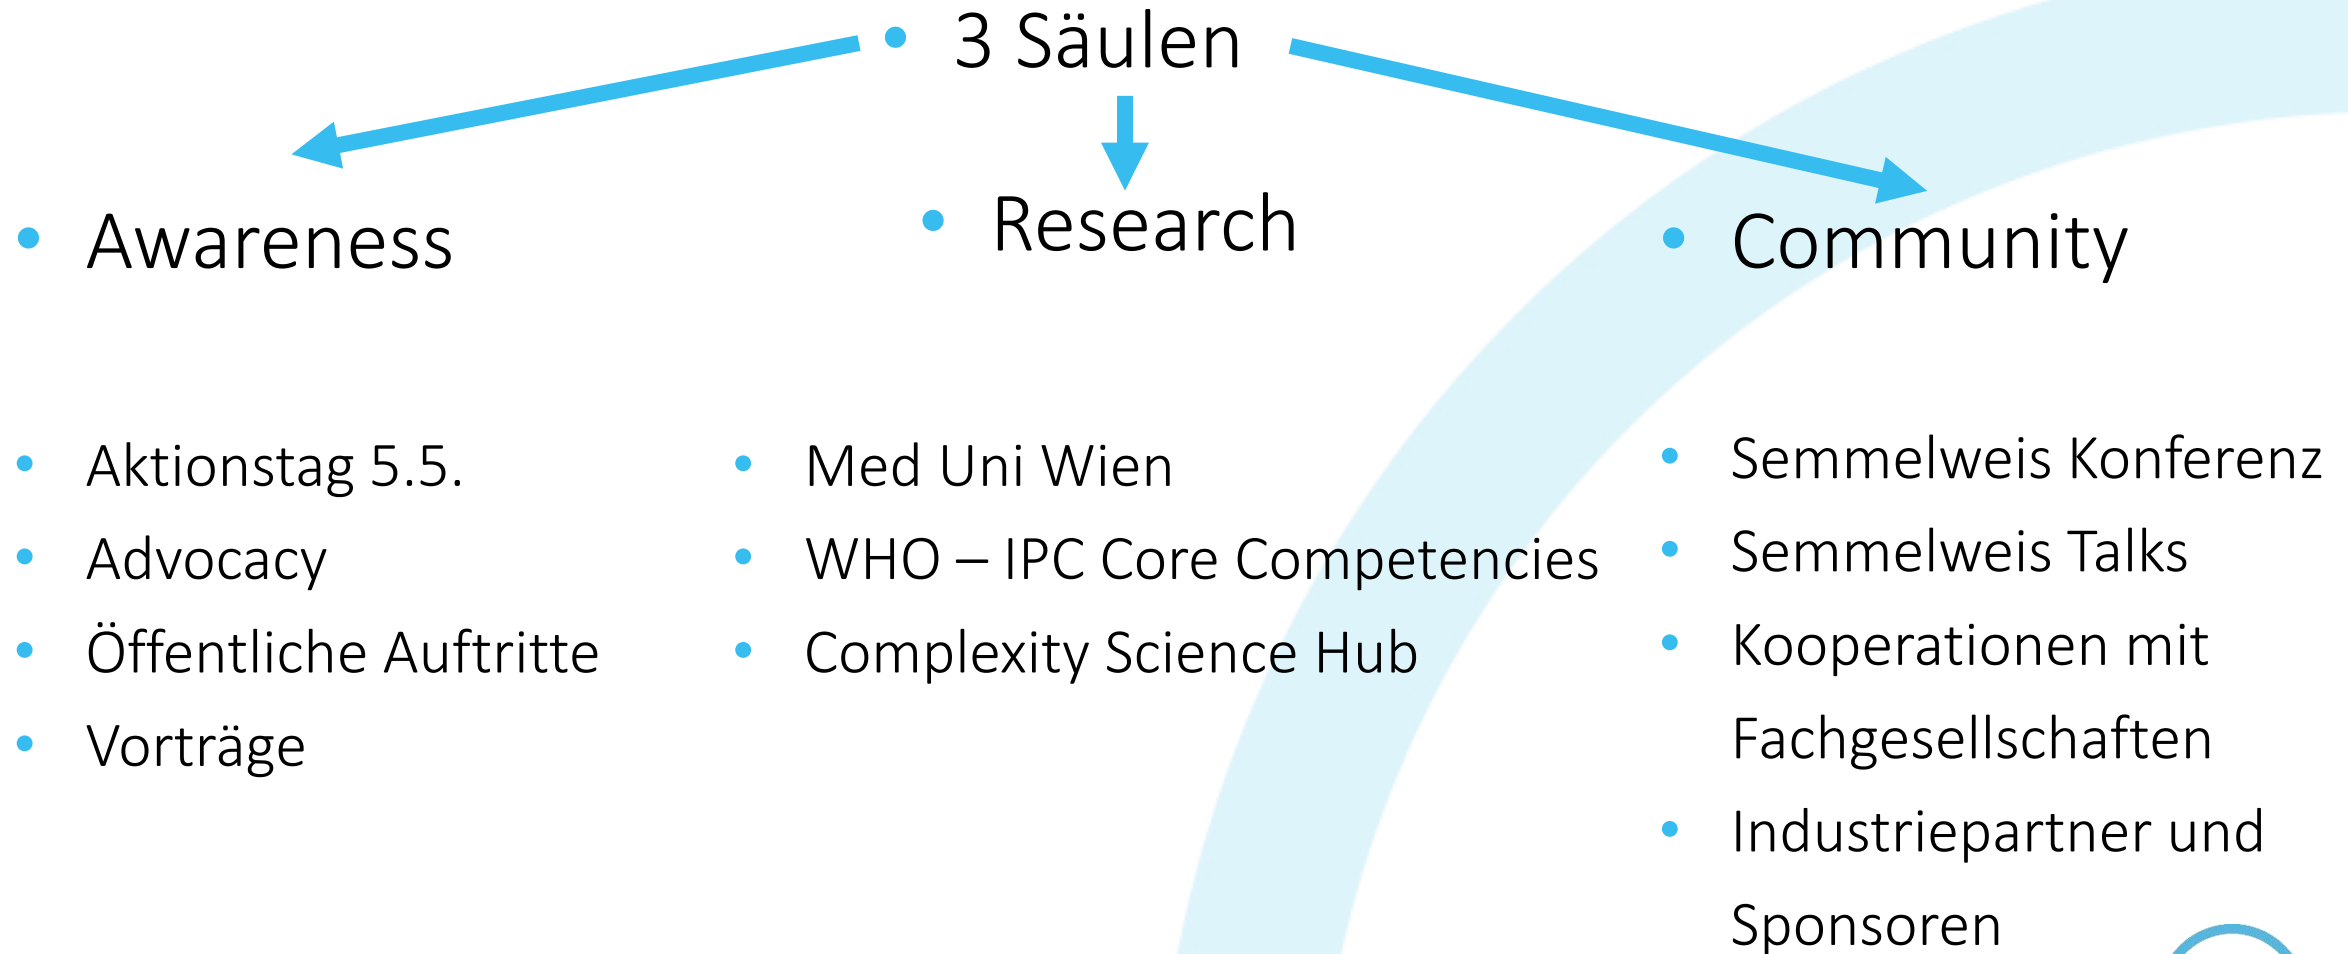 • 3 Säulen
• Awareness
• Research
• Community
• Aktionstag 5.5.
• Advocacy
• Öffentliche Auftritte
• Vorträge
• Med Uni Wien
• WHO – IPC Core Competencies
• Complexity Science Hub
• Semmelweis Konferenz
• Semmelweis Talks
• Kooperationen mit
Fachgesellschaften
• Industriepartner und
Sponsoren